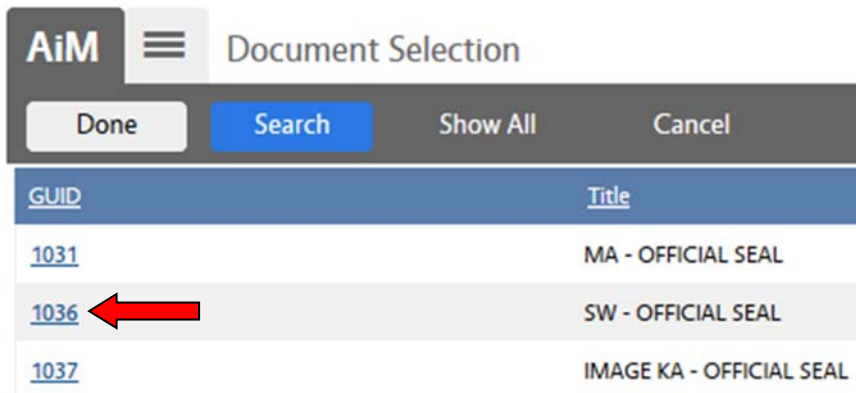 AiM Document Selection
Done Search Show All Cancel
GUID Title
1031 MA - OFFICIAL SEAL
1036 SW - OFFICIAL SEAL
1037 IMAGE KA - OFFICIAL SEAL